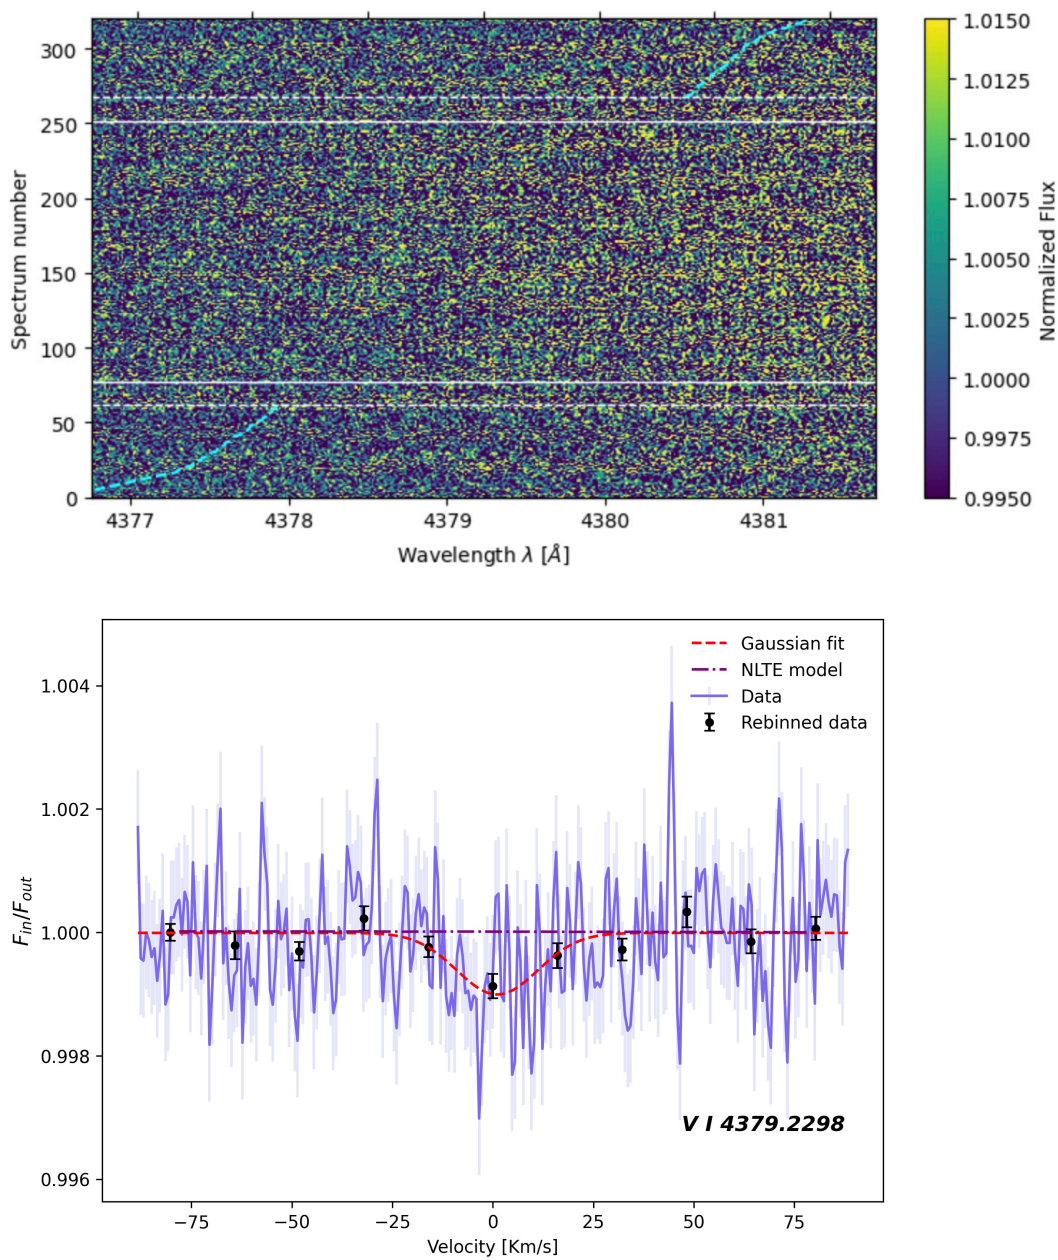 300
250
200
150
100
50
0
Spectrum number
4377 4378 4379 4380 4381
Wavelength λ [Å]
1.0150
1.0125
1.0100
1.0075
1.0050
1.0025
1.0000
0.9975
0.9950
Normalized Flux
Gaussian fit
NLTE model
Data
Rebinned data
1.004
1.002
1.000
0.998
0.996
F_in/F_out
V I 4379.2298
−75 −50 −25 0 25 50 75
Velocity [Km/s]